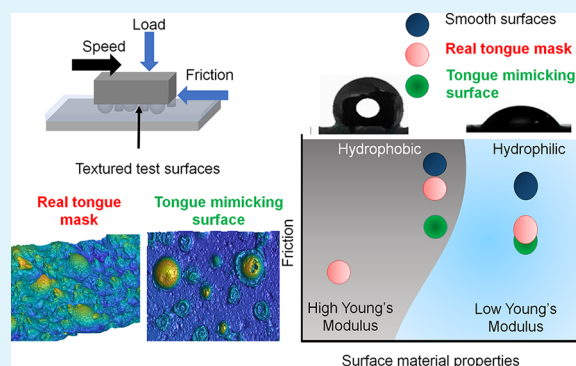 Load
Speed
Friction
Textured test surfaces
Real tongue
mask
Tongue mimicking
surface
Smooth surfaces
Real tongue mask
Tongue mimicking
surface
Hydrophobic
Hydrophilic
Friction
High Young's
Modulus
Low Young's
Modulus
Surface material properties